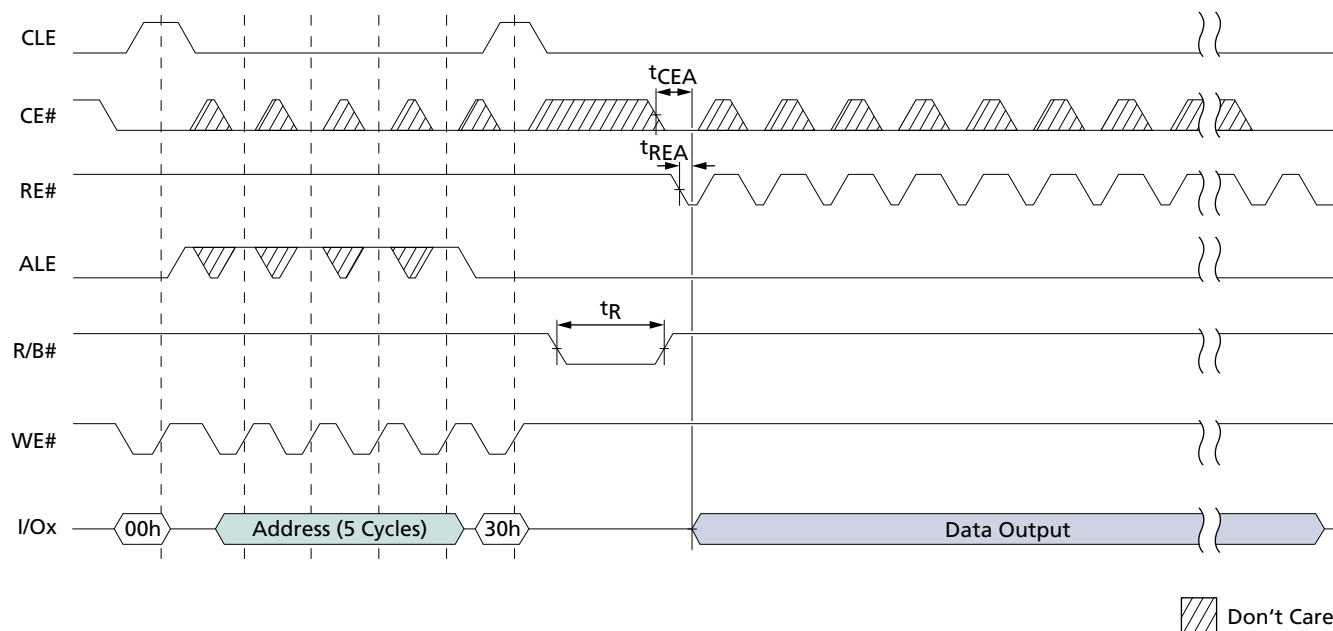 CLE
CE#
tCEA
RE#
tREA
ALE
R/B#
tR
WE#
I/Ox
00h
Address (5 Cycles)
30h
Data Output
Don't Care